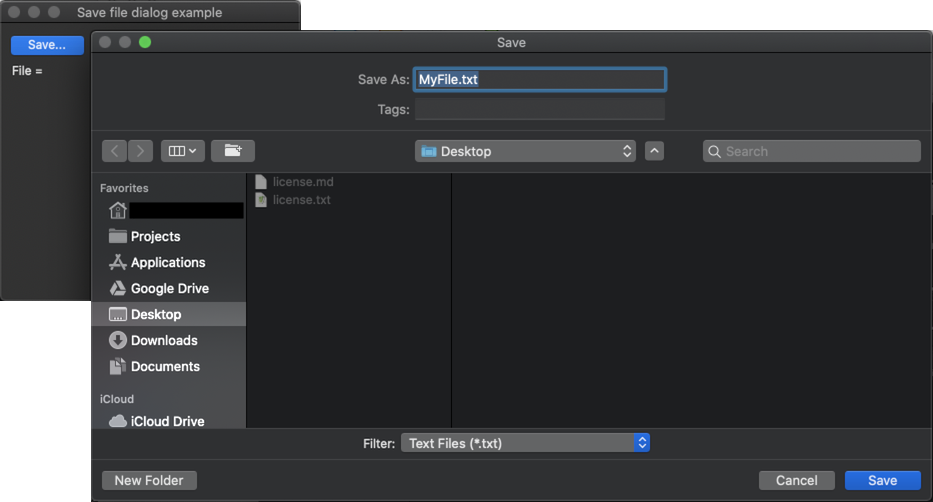 Save file dialog example
Save...
File =
Save
Save As: MyFile.txt
Tags:
Desktop
Search
Favorites
Projects
Applications
Google Drive
Desktop
Downloads
Documents
iCloud
iCloud Drive
license.md
license.txt
Filter: Text Files (*.txt)
New Folder
Cancel
Save